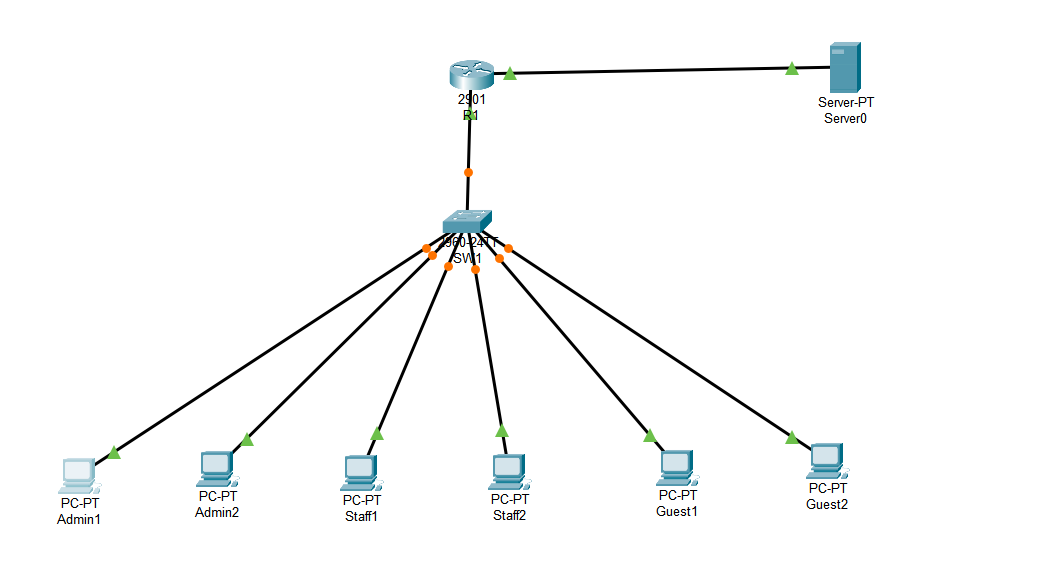 2901
R1
Server-PT
Server0
2960-24TT
SW1
PC-PT
Admin1
PC-PT
Admin2
PC-PT
Staff1
PC-PT
Staff2
PC-PT
Guest1
PC-PT
Guest2